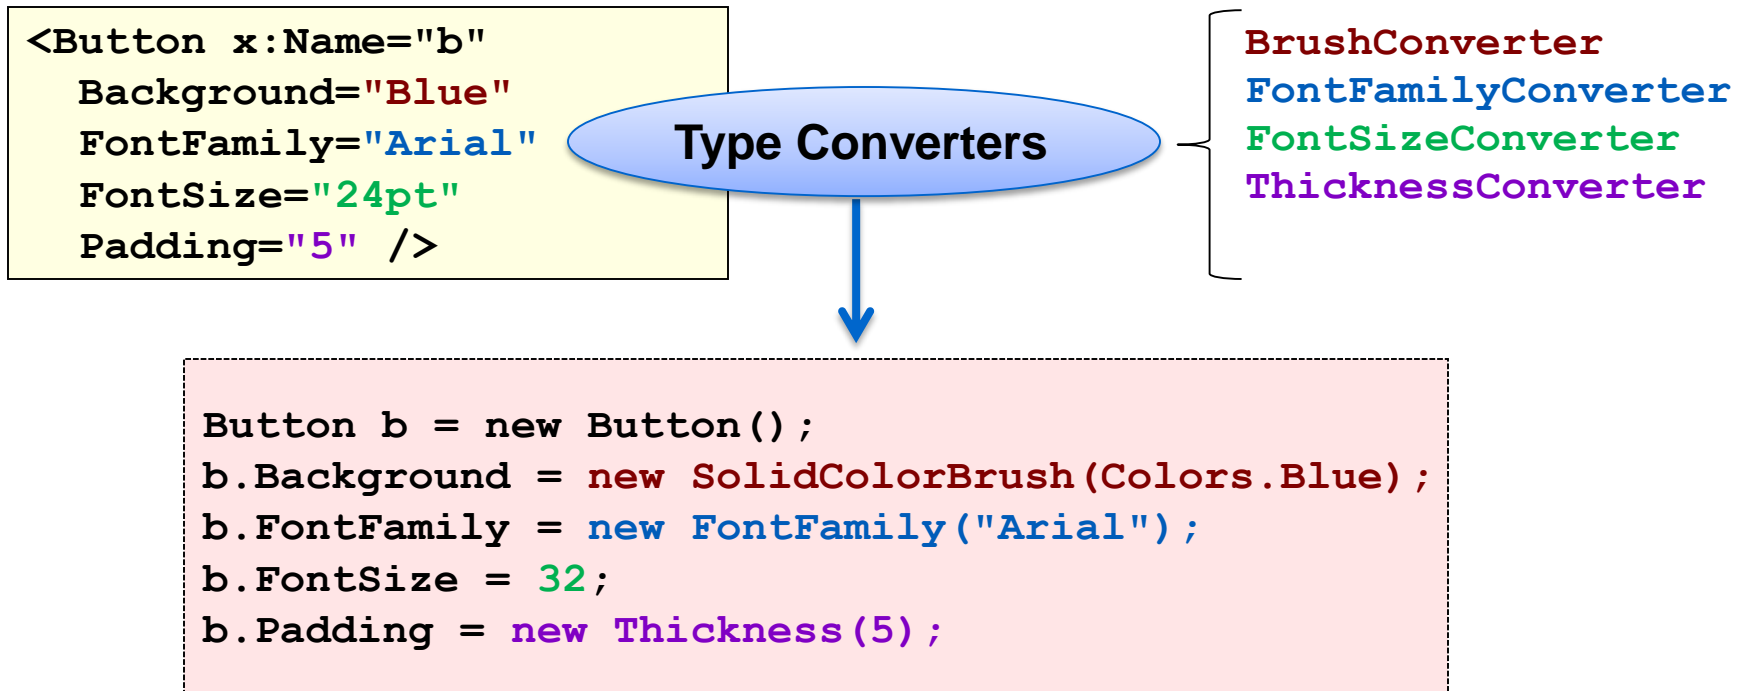 <Button x:Name="b"
Background="Blue"
FontFamily="Arial"
FontSize="24pt"
Padding="5" />
Type Converters
BrushConverter
FontFamilyConverter
FontSizeConverter
ThicknessConverter
Button b = new Button();
b.Background = new SolidColorBrush(Colors.Blue);
b.FontFamily = new FontFamily("Arial");
b.FontSize = 32;
b.Padding = new Thickness(5);